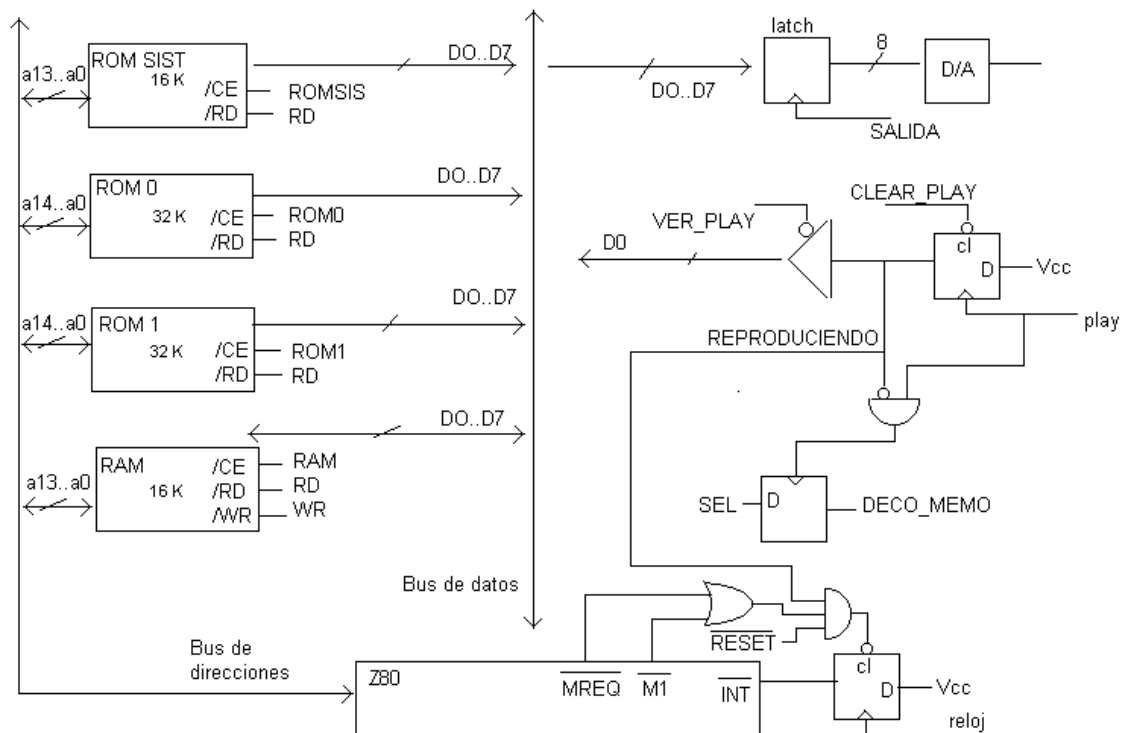 ROM SIST
16 K
/CE
/RD
ROMSIS
RD
a13..a0
DO..D7
ROM 0
32 K
/CE
/RD
ROM0
RD
a14..a0
DO..D7
ROM 1
32 K
/CE
/RD
ROM1
RD
a14..a0
DO..D7
RAM
16 K
/CE
/RD
/WR
RAM
RD
WR
a13..a0
DO..D7
Bus de datos
Bus de
direcciones
latch
DO..D7
8
D/A
SALIDA
CLEAR_PLAY
VER_PLAY
D0
cl
D
Vcc
play
REPRODUCIENDO
SEL
D
DECO_MEMO
RESET
Z80
MREQ
M1
INT
cl
D
Vcc
reloj